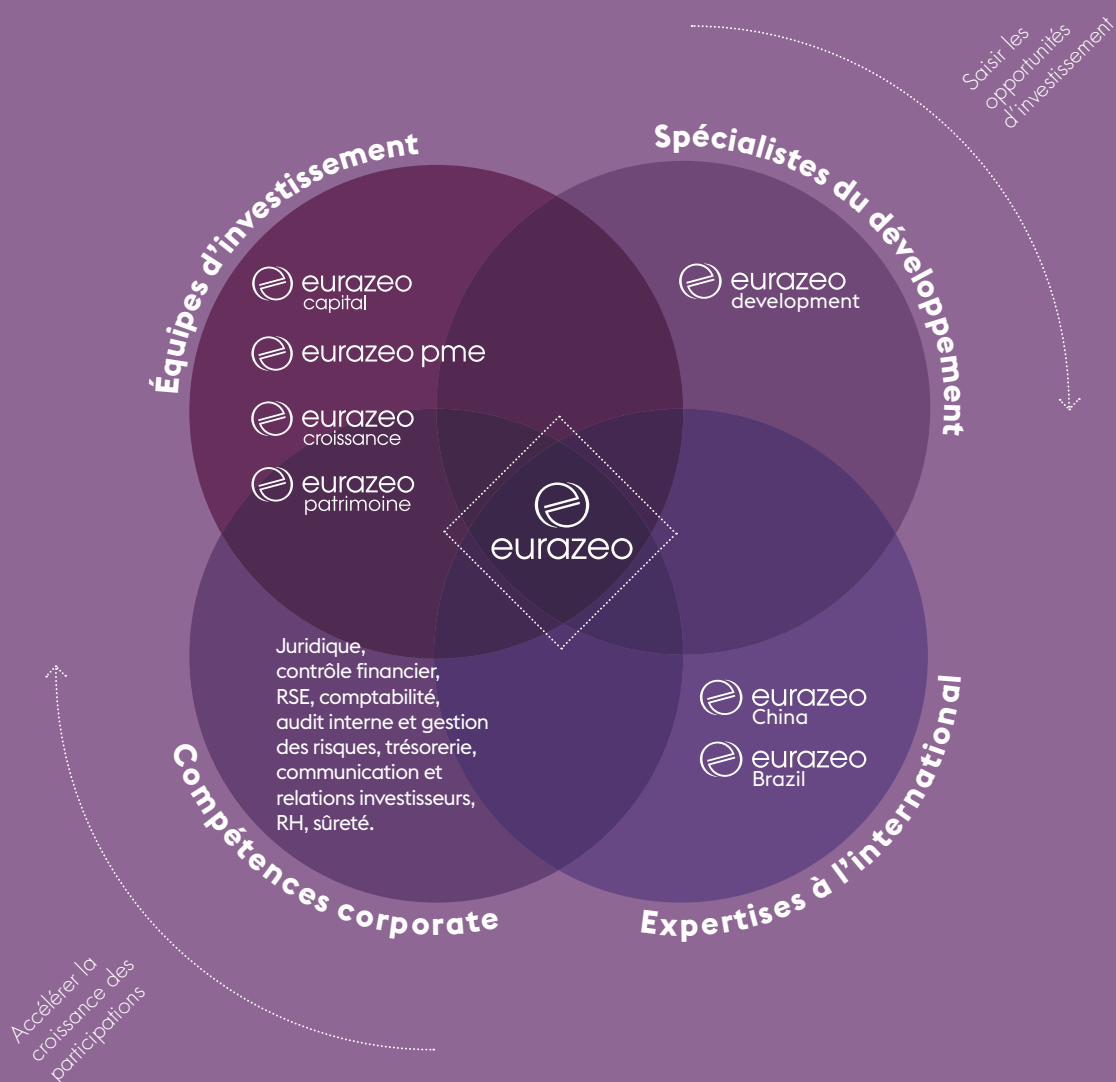 Saisir les
opportunités
d'investissement
Équipes d'investissement
eurazeo
capital
eurazeo pme
eurazeo
croissance
eurazeo
patrimoine
Spécialistes du développement
eurazeo
development
eurazeo
Juridique,
contrôle financier,
RSE, comptabilité,
audit interne et gestion
des risques, trésorerie,
communication et
relations investisseurs,
RH, sûreté.
Compétences corporate
eurazeo
China
eurazeo
Brazil
Expertises à l'international
Accélérer la
croissance des
participations